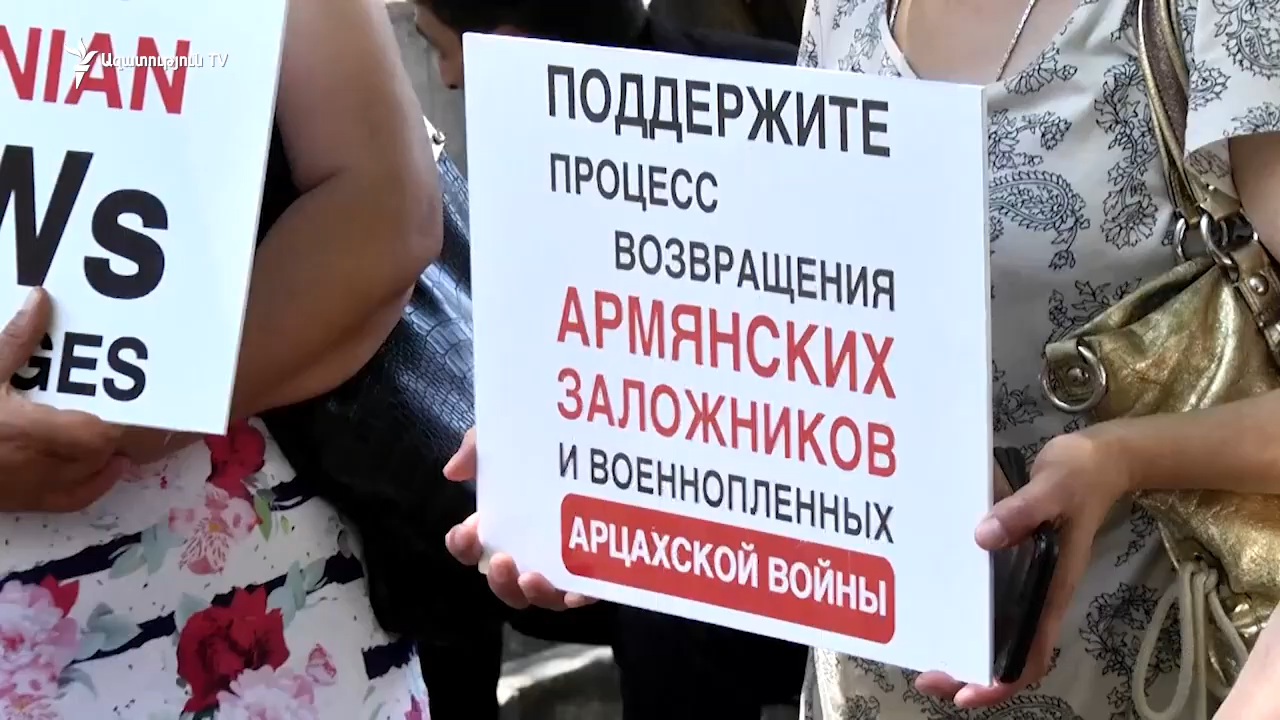 NIAN
Ազատություն TV
Ws
GES
ПОДДЕРЖИТЕ
ПРОЦЕСС
ВОЗВРАЩЕНИЯ
АРМЯНСКИХ
ЗАЛОЖНИКОВ
И ВОЕННОПЛЕННЫХ
АРЦАХСКОЙ ВОЙНЫ